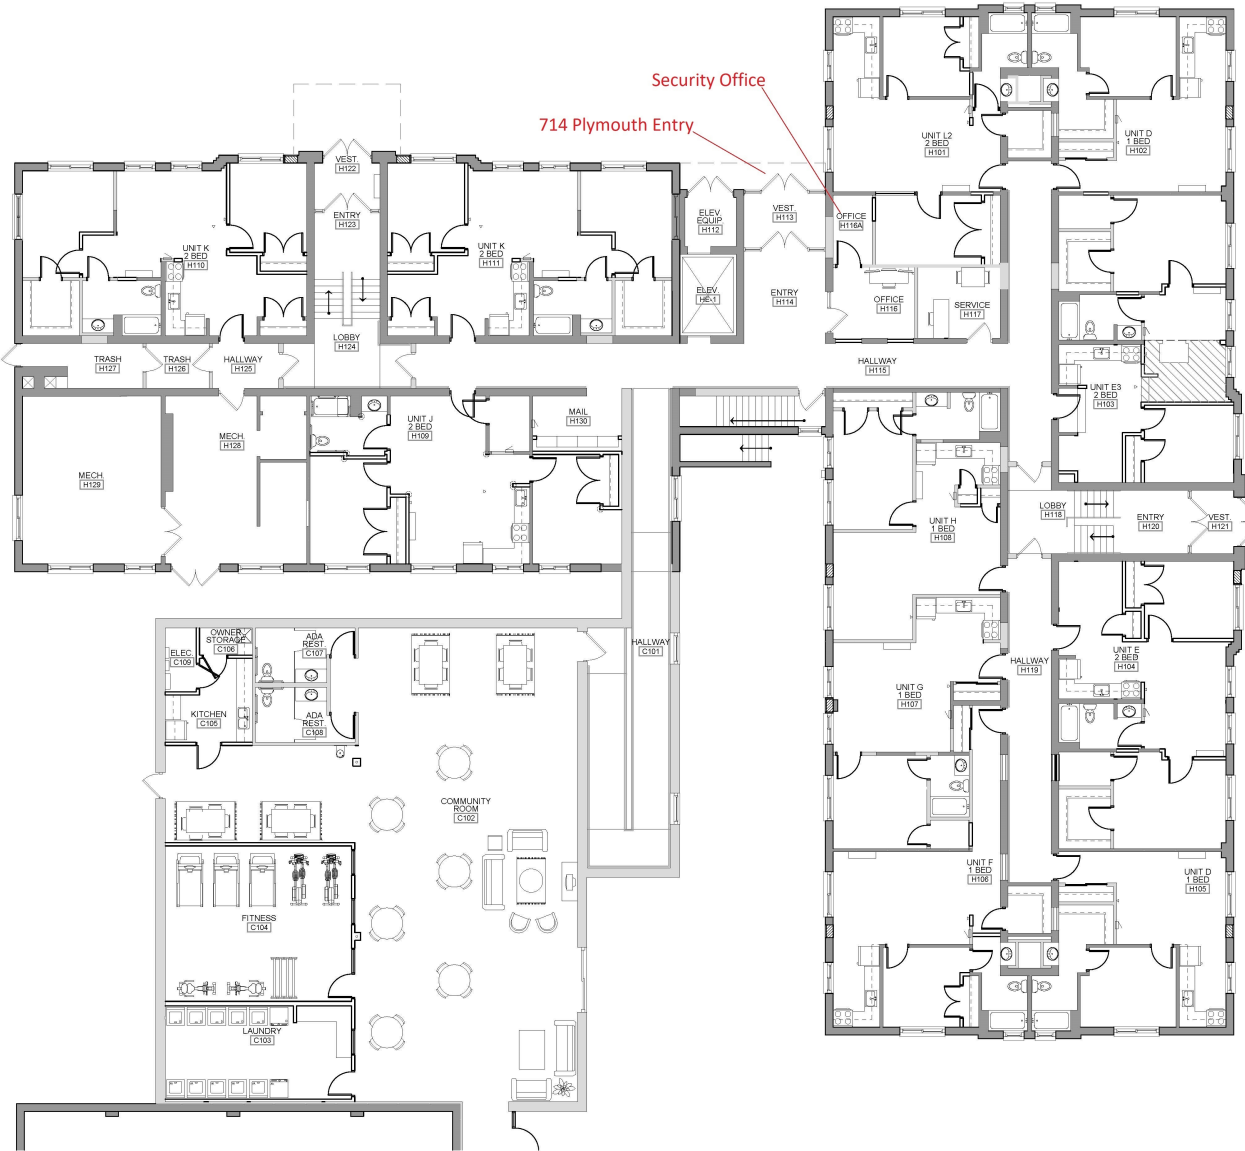 Security Office
714 Plymouth Entry
UNIT L2
2 BED
H101
UNIT D
1 BED
H102
VEST.
H122
ENTRY
H123
UNIT K
2 BED
H110
UNIT K
2 BED
H111
ELEV.
EQUIP.
H112
VEST.
H113
OFFICE
H116A
ELEV.
HE-1
ENTRY
H114
OFFICE
H116
SERVICE
H117
LOBBY
H124
TRASH
H127
TRASH
H126
HALLWAY
H125
HALLWAY
H115
UNIT E3
2 BED
H103
UNIT J
2 BED
H109
MAIL
H130
MECH.
H128
MECH.
H129
UNIT H
1 BED
H108
LOBBY
H118
ENTRY
H120
VEST.
H121
OWNER
STORAGE
C106
ELEC.
C109
ADA
REST.
C107
HALLWAY
C101
HALLWAY
H119
UNIT E
2 BED
H104
KITCHEN
C105
ADA
REST.
C108
UNIT G
1 BED
H107
COMMUNITY
ROOM
C102
UNIT F
1 BED
H106
UNIT D
1 BED
H105
FITNESS
C104
LAUNDRY
C103